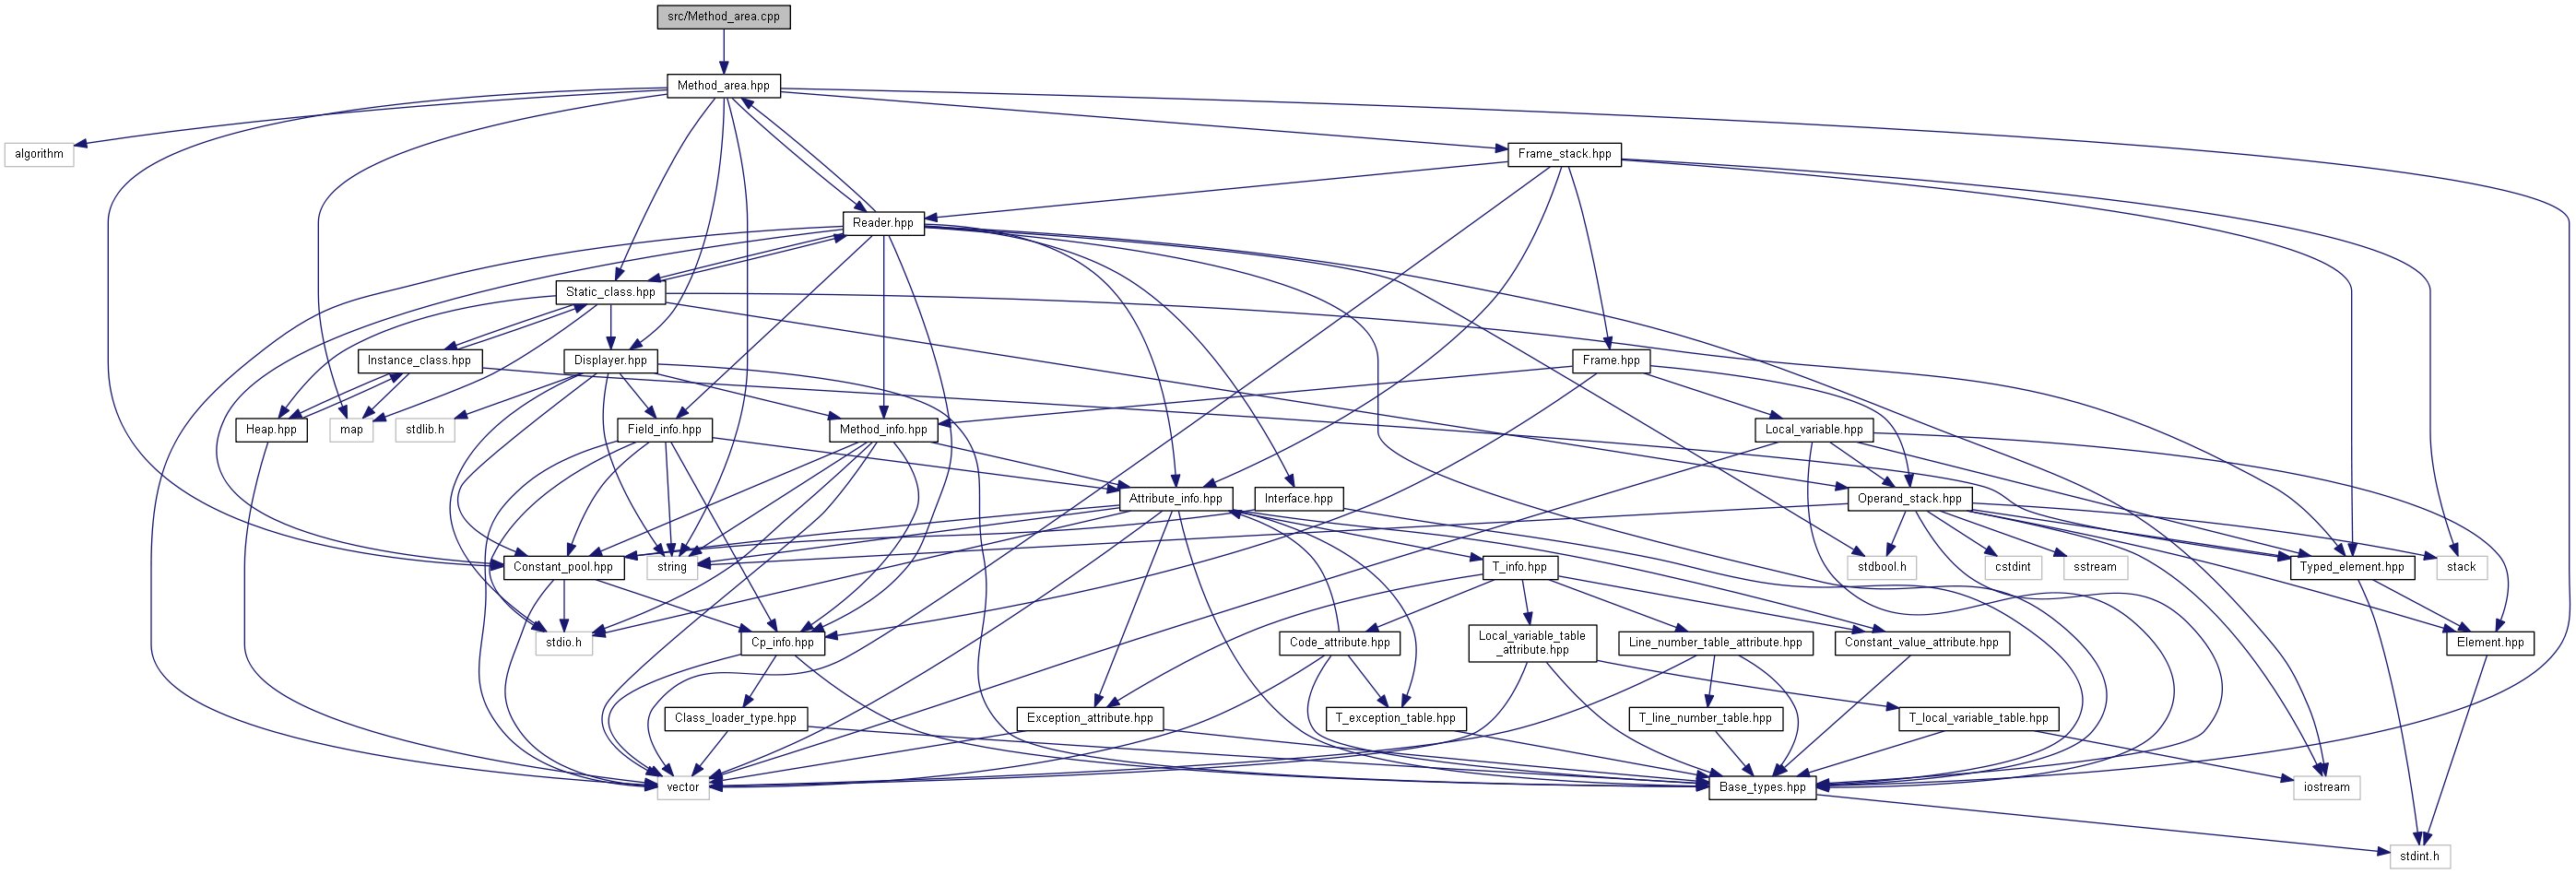 src/Method_area.cpp
Method_area.hpp
algorithm
Frame_stack.hpp
Reader.hpp
Static_class.hpp
Instance_class.hpp
Displayer.hpp
Frame.hpp
Heap.hpp
map
stdlib.h
Field_info.hpp
Method_info.hpp
Local_variable.hpp
Attribute_info.hpp
Interface.hpp
Operand_stack.hpp
Constant_pool.hpp
string
T_info.hpp
stdbool.h
cstdint
sstream
Typed_element.hpp
stack
stdio.h
Cp_info.hpp
Code_attribute.hpp
Local_variable_table
_attribute.hpp
Line_number_table_attribute.hpp
Constant_value_attribute.hpp
Element.hpp
Class_loader_type.hpp
Exception_attribute.hpp
T_exception_table.hpp
T_line_number_table.hpp
T_local_variable_table.hpp
vector
Base_types.hpp
iostream
stdint.h